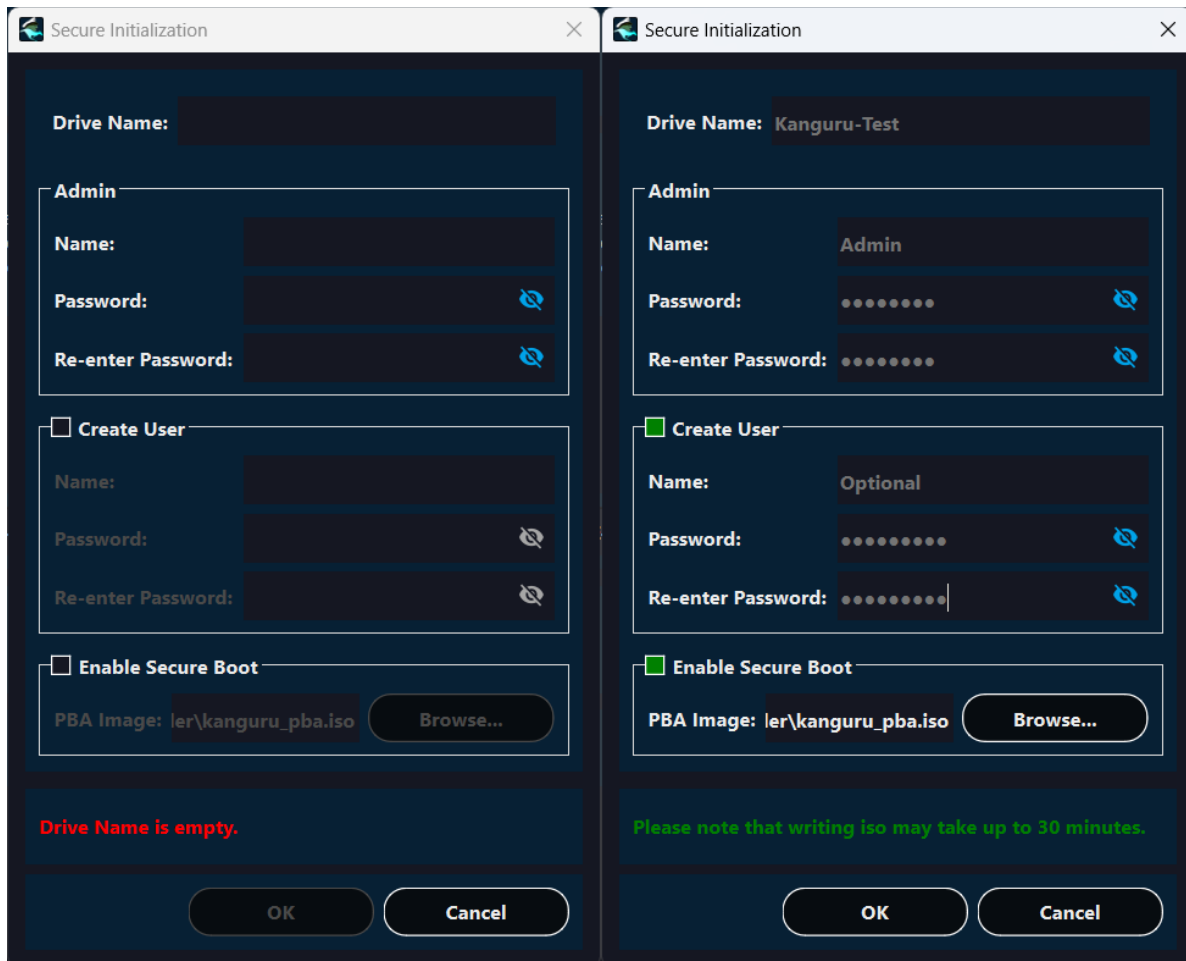 Secure Initialization
Drive Name:
Admin
Name:
Password:
Re-enter Password:
Create User
Name:
Password:
Re-enter Password:
Enable Secure Boot
PBA Image: ler\kanguru_pba.iso Browse...
Drive Name is empty.
OK Cancel
Secure Initialization
Drive Name: Kanguru-Test
Admin
Name: Admin
Password: ●●●●●●●●
Re-enter Password: ●●●●●●●●
Create User
Name: Optional
Password: ●●●●●●●●●
Re-enter Password: ●●●●●●●●●
Enable Secure Boot
PBA Image: ler\kanguru_pba.iso Browse...
Please note that writing iso may take up to 30 minutes.
OK Cancel